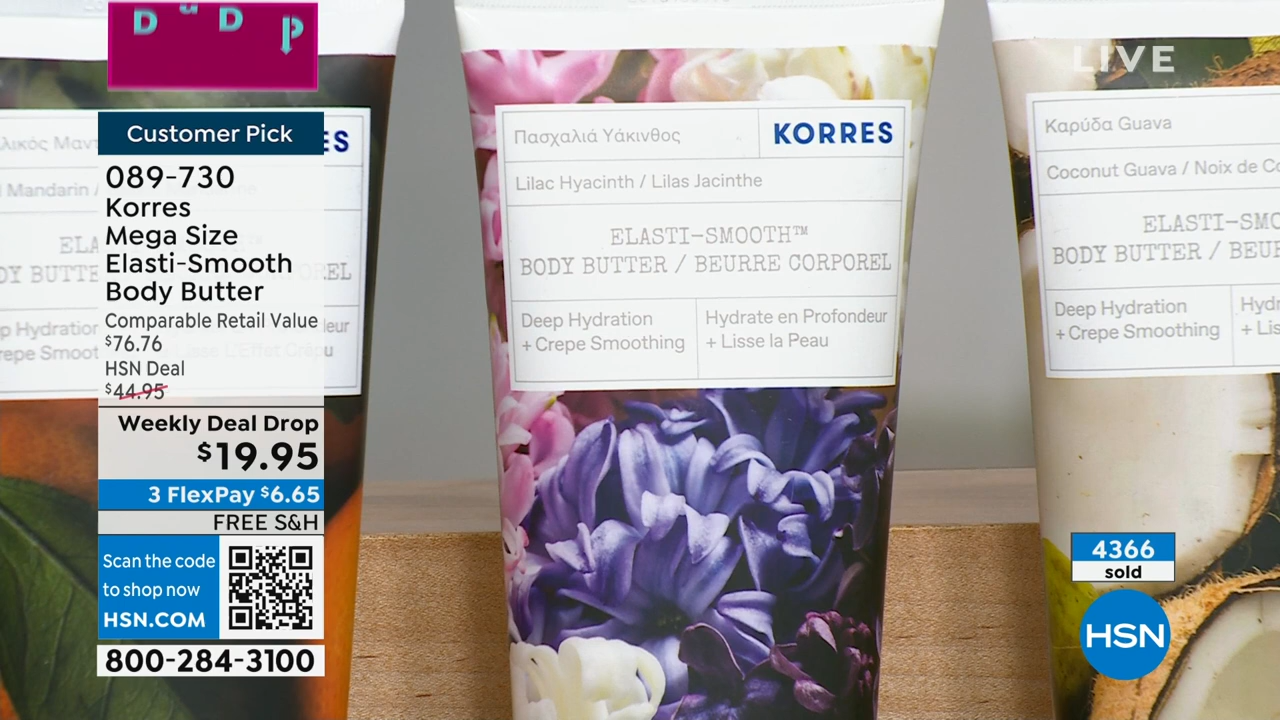 LIVE
Customer Pick
089-730
Korres
Mega Size
Elasti-Smooth
Body Butter
Comparable Retail Value
$76.76
HSN Deal
$44.95
Weekly Deal Drop
$19.95
3 FlexPay $6.65
FREE S&H
Scan the code
to shop now
HSN.COM
800-284-3100
Mandarin /
Πασχαλιά Υάκινθος
KORRES
Lilac Hyacinth / Lilas Jacinthe
ELASTI-SMOOTH™
BODY BUTTER / BEURRE CORPOREL
Deep Hydration
+ Crepe Smoothing
Hydrate en Profondeur
+ Lisse la Peau
Καρύδα Guava
Coconut Guava / Noix de
BODY BUTTER /
Deep Hydration
+ Crepe Smoothing
4366
sold
HSN